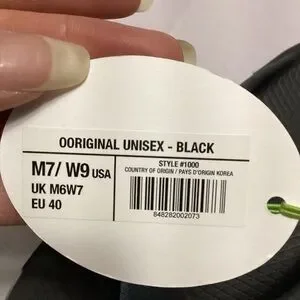 OORIGINAL UNISEX - BLACK
M7/ W9 USA
UK M6W7
EU 40
STYLE #1000
COUNTRY OF ORIGIN / PAYS D'ORIGIN KOREA
848282002073